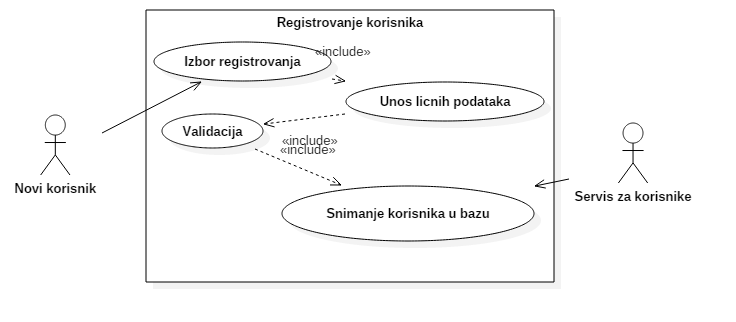 Registrovanje korisnika
«include»
Izbor registrovanja
Unos licnih podataka
Validacija
«include»
«include»
Novi korisnik
Servis za korisnike
Snimanje korisnika u bazu